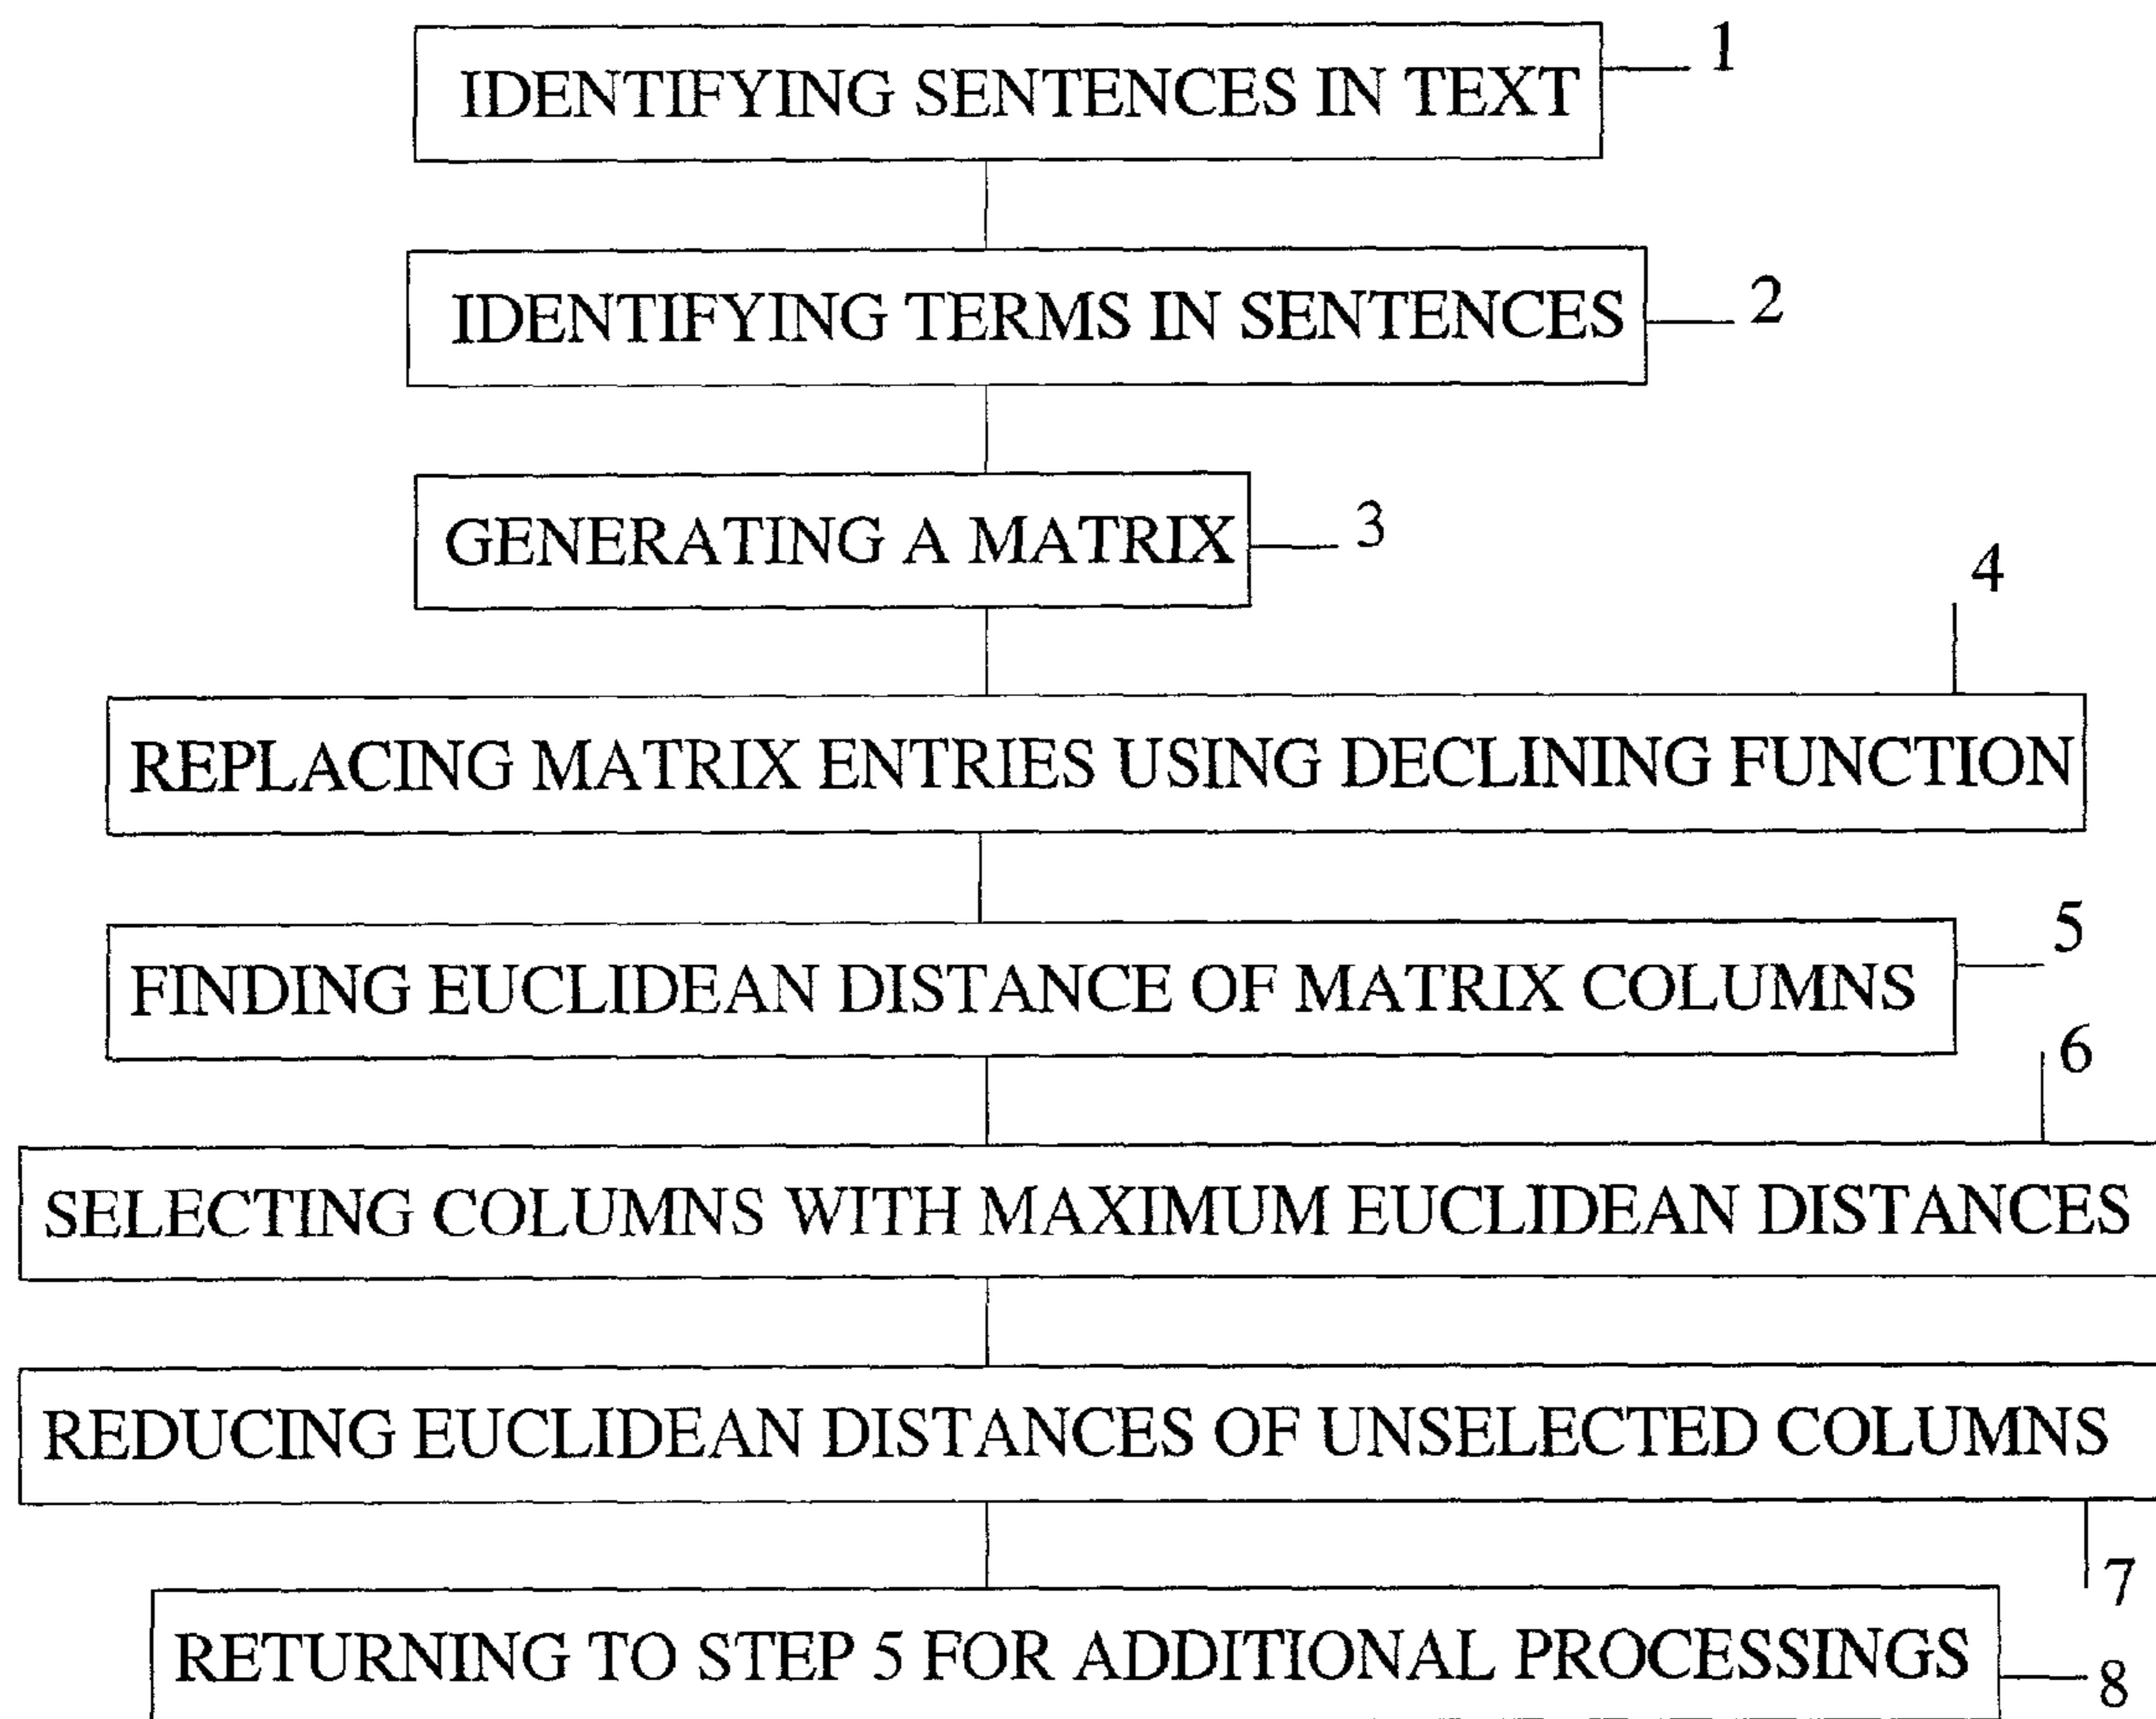 IDENTIFYING SENTENCES IN TEXT
1
IDENTIFYING TERMS IN SENTENCES
2
GENERATING A MATRIX
3
4
REPLACING MATRIX ENTRIES USING DECLINING FUNCTION
FINDING EUCLIDEAN DISTANCE OF MATRIX COLUMNS
5
6
SELECTING COLUMNS WITH MAXIMUM EUCLIDEAN DISTANCES
REDUCING EUCLIDEAN DISTANCES OF UNSELECTED COLUMNS
7
RETURNING TO STEP 5 FOR ADDITIONAL PROCESSINGS
8